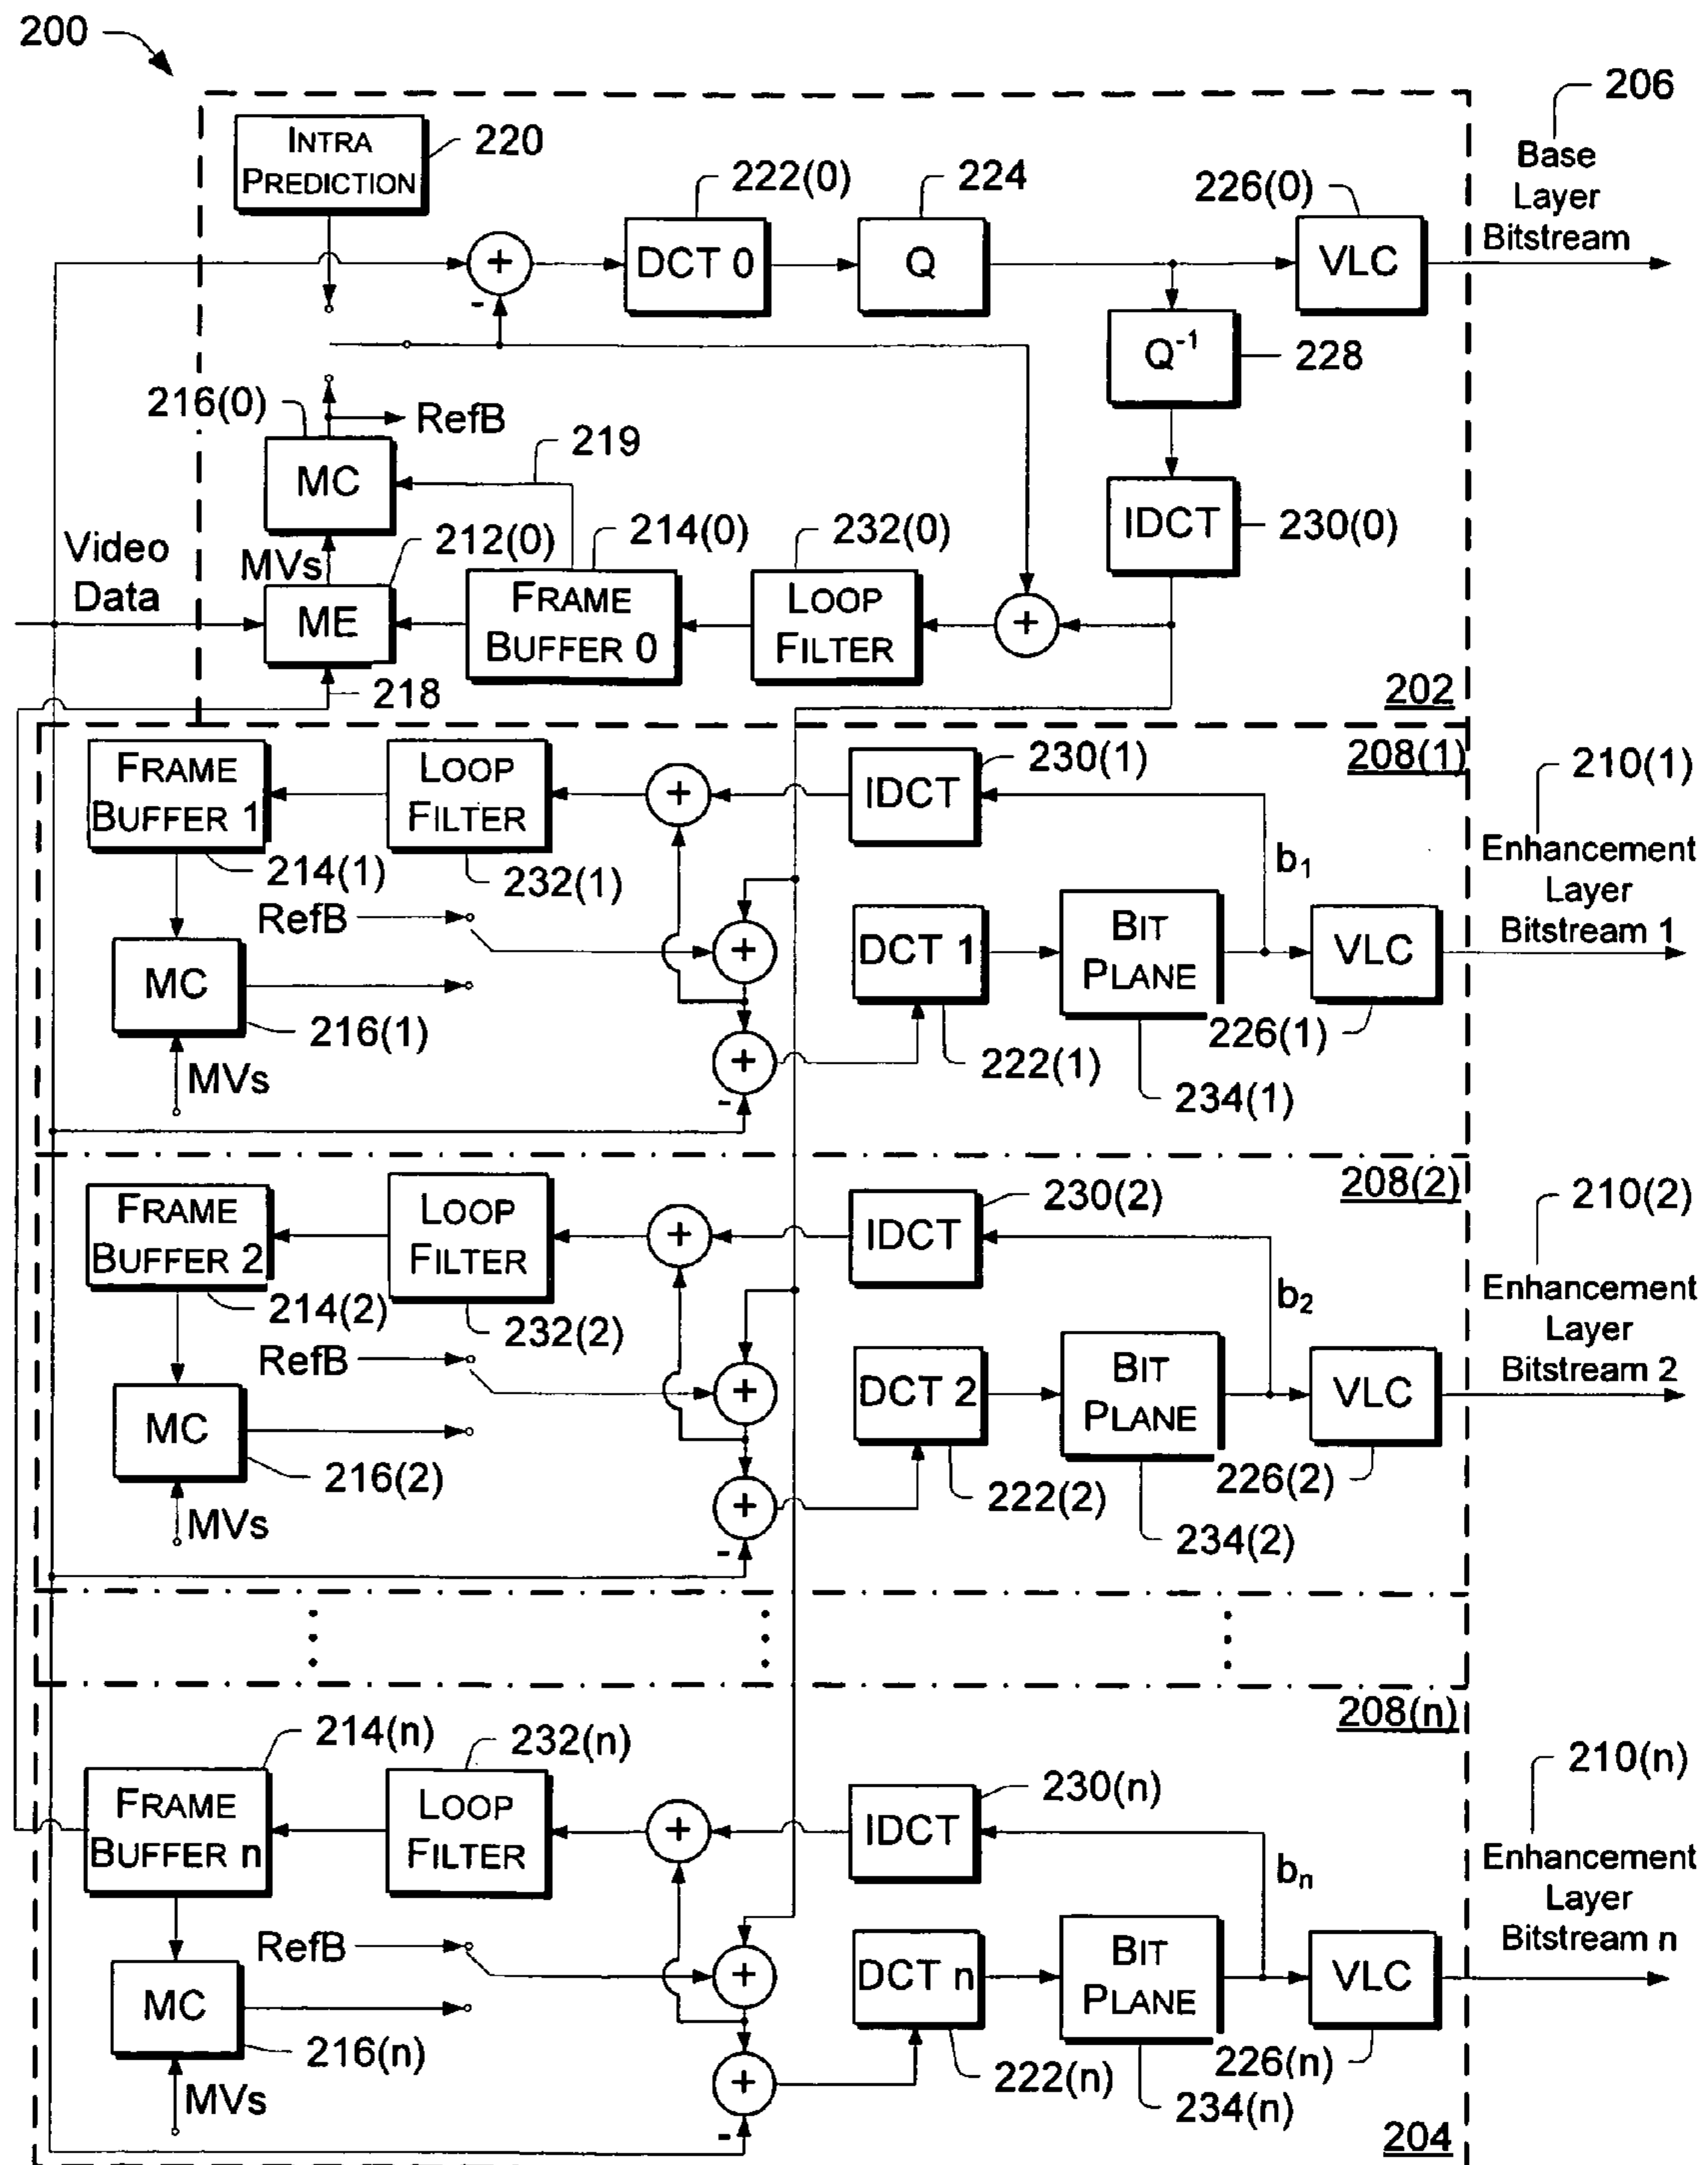 200
206
Base
Layer
Bitstream
INTRA
PREDICTION
220
222(0)
224
226(0)
+
-
DCT 0
Q
VLC
Q-1
228
216(0)
RefB
219
MC
IDCT
230(0)
Video
Data
MVs
212(0)
214(0)
232(0)
ME
FRAME
BUFFER 0
LOOP
FILTER
+
218
202
208(1)
FRAME
BUFFER 1
LOOP
FILTER
+
IDCT
230(1)
210(1)
Enhancement
Layer
Bitstream 1
b1
214(1)
232(1)
RefB
+
DCT 1
BIT
PLANE
VLC
MC
216(1)
226(1)
+
-
222(1)
234(1)
MVs
208(2)
FRAME
BUFFER 2
LOOP
FILTER
+
IDCT
230(2)
210(2)
Enhancement
Layer
Bitstream 2
b2
214(2)
232(2)
RefB
+
DCT 2
BIT
PLANE
VLC
MC
216(2)
226(2)
+
-
222(2)
234(2)
MVs
208(n)
214(n)
232(n)
FRAME
BUFFER n
LOOP
FILTER
+
IDCT
230(n)
210(n)
Enhancement
Layer
Bitstream n
bn
RefB
+
DCT n
BIT
PLANE
VLC
MC
216(n)
226(n)
+
-
222(n)
234(n)
MVs
204